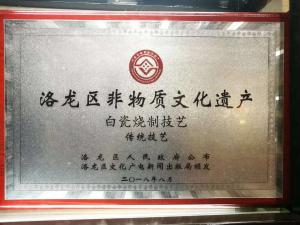 洛龙区非物质文化遗产
白瓷烧制技艺
传统技艺
洛龙区人民政府公布
洛龙区文化广电新闻出版局颁发
二〇一八年八月